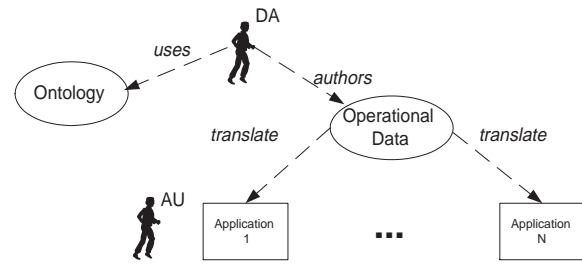 DA
uses
authors
Ontology
Operational
Data
translate
translate
AU
Application
1
...
Application
N